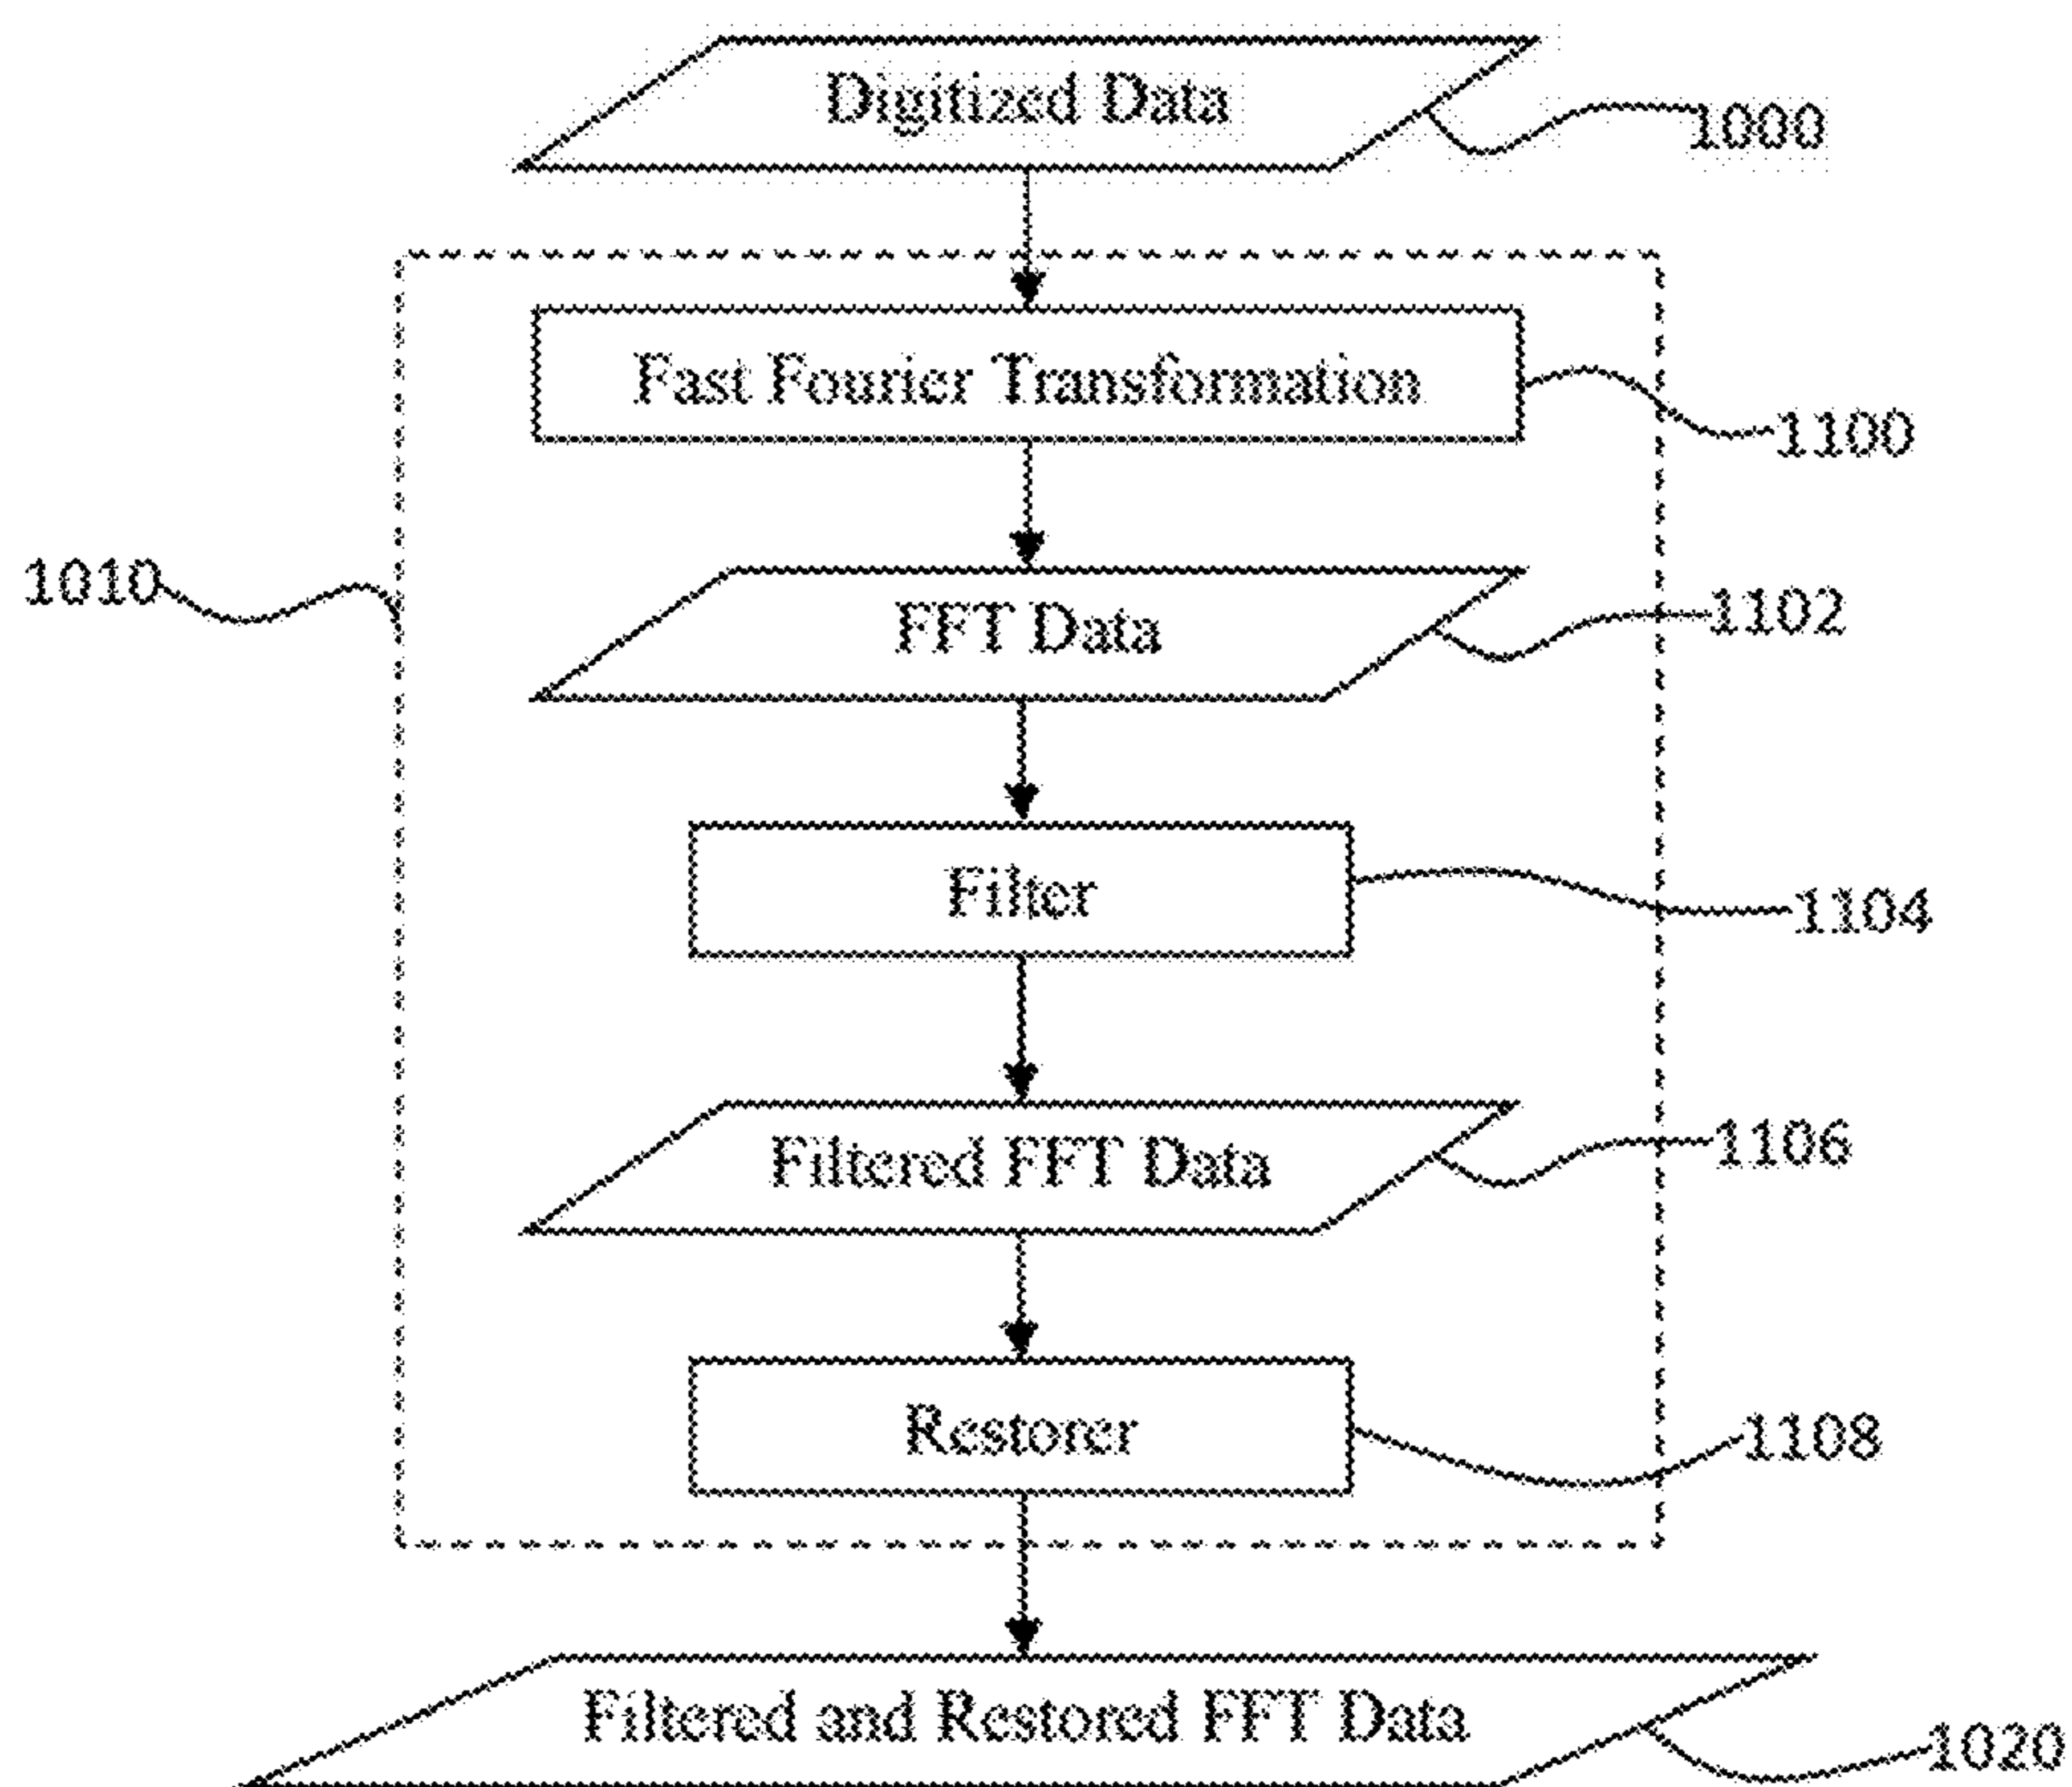 Digitized Data
1000
Fast Fourier Transformation
1100
1010
FFT Data
1102
Filter
1104
Filtered FFT Data
1106
Restorer
1108
Filtered and Restored FFT Data
1020